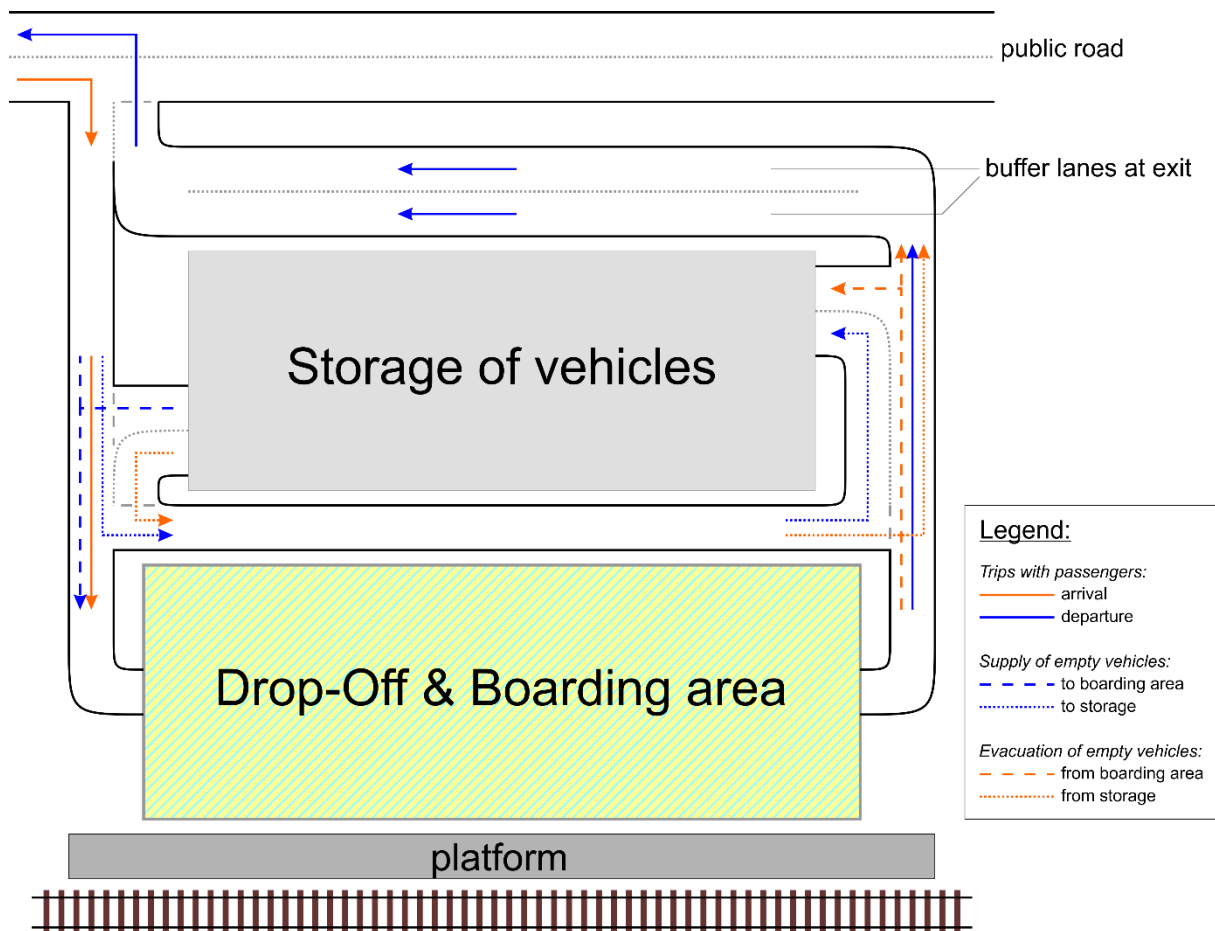 public road
buffer lanes at exit
Storage of vehicles
Legend:
Trips with passengers:
arrival
departure
Supply of empty vehicles:
to boarding area
to storage
Evacuation of empty vehicles:
from boarding area
from storage
Drop-Off & Boarding area
platform